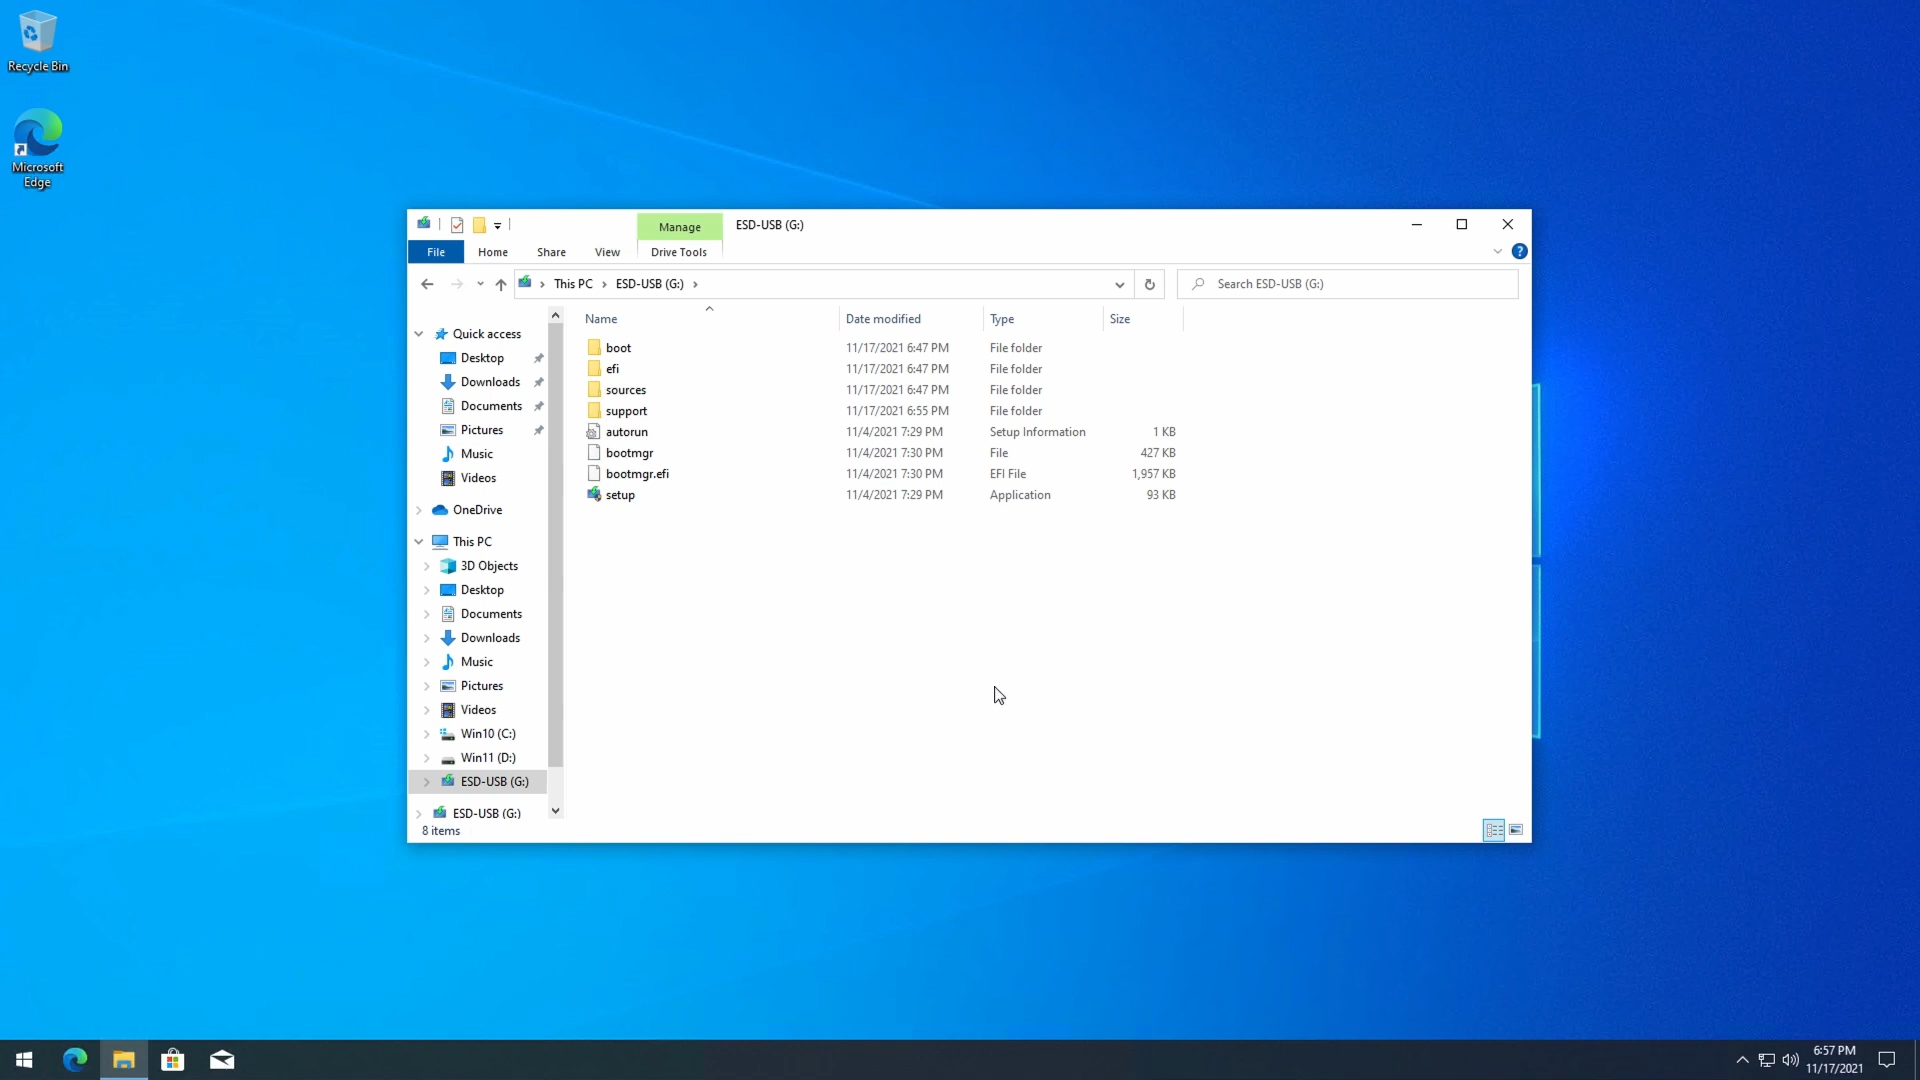 Recycle Bin
Microsoft
Edge
Manage
ESD-USB (G:)
File
Home
Share
View
Drive Tools
This PC
ESD-USB (G:)
Search ESD-USB (G:)
Name
Date modified
Type
Size
Quick access
Desktop
Downloads
Documents
Pictures
Music
Videos
OneDrive
This PC
3D Objects
Desktop
Documents
Downloads
Music
Pictures
Videos
Win10 (C:)
Win11 (D:)
ESD-USB (G:)
ESD-USB (G:)
boot 11/17/2021 6:47 PM File folder
efi 11/17/2021 6:47 PM File folder
sources 11/17/2021 6:47 PM File folder
support 11/17/2021 6:55 PM File folder
autorun 11/4/2021 7:29 PM Setup Information 1 KB
bootmgr 11/4/2021 7:30 PM File 427 KB
bootmgr.efi 11/4/2021 7:30 PM EFI File 1,957 KB
setup 11/4/2021 7:29 PM Application 93 KB
8 items
6:57 PM
11/17/2021